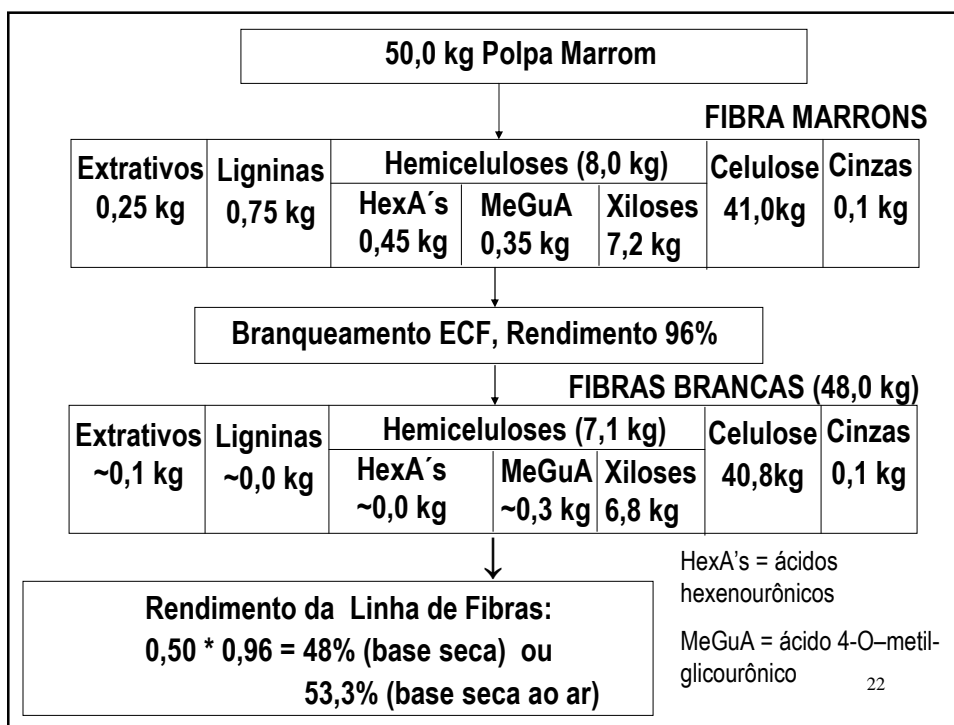 50,0 kg Polpa Marrom
FIBRA MARRONS
Extrativos
0,25 kg
Ligninas
0,75 kg
Hemiceluloses (8,0 kg)
HexA´s
0,45 kg
MeGuA
0,35 kg
Xiloses
7,2 kg
Celulose
41,0kg
Cinzas
0,1 kg
Branqueamento ECF, Rendimento 96%
FIBRAS BRANCAS (48,0 kg)
Extrativos
~0,1 kg
Ligninas
~0,0 kg
Hemiceluloses (7,1 kg)
HexA´s
~0,0 kg
MeGuA
~0,3 kg
Xiloses
6,8 kg
Celulose
40,8kg
Cinzas
0,1 kg
Rendimento da Linha de Fibras:
0,50 * 0,96 = 48% (base seca) ou
53,3% (base seca ao ar)
HexA's = ácidos
hexenourônicos
MeGuA = ácido 4-O–metil-
glicourônico
22